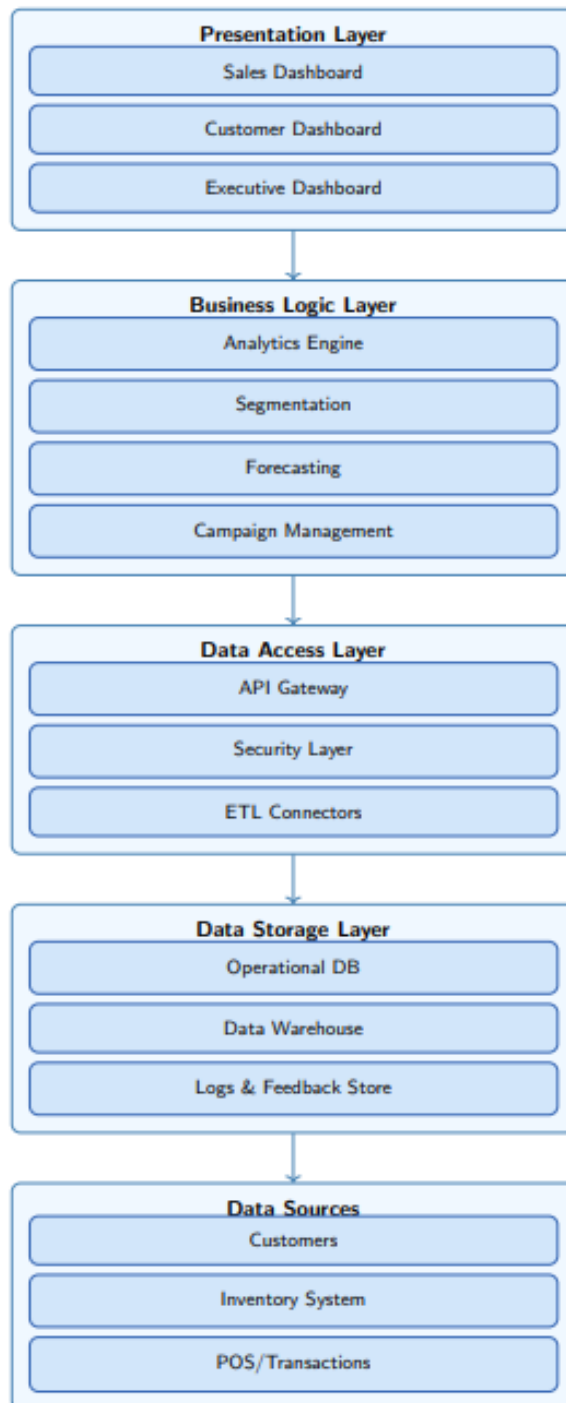 Presentation Layer
Sales Dashboard
Customer Dashboard
Executive Dashboard
Business Logic Layer
Analytics Engine
Segmentation
Forecasting
Campaign Management
Data Access Layer
API Gateway
Security Layer
ETL Connectors
Data Storage Layer
Operational DB
Data Warehouse
Logs & Feedback Store
Data Sources
Customers
Inventory System
POS/Transactions